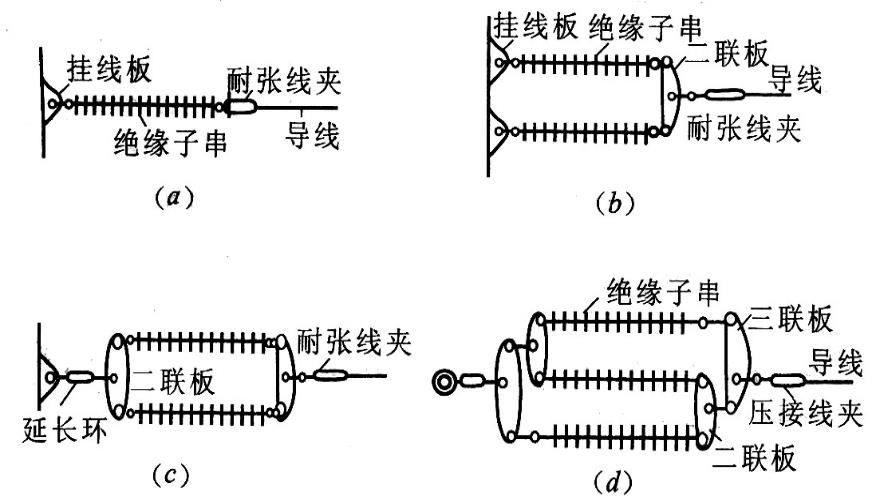 挂线板
耐张线夹
绝缘子串
导线
(a)
挂线板 绝缘子串
二联板
导线
耐张线夹
(b)
耐张线夹
二联板
延长环
(c)
绝缘子串
三联板
导线
压接线夹
二联板
(d)